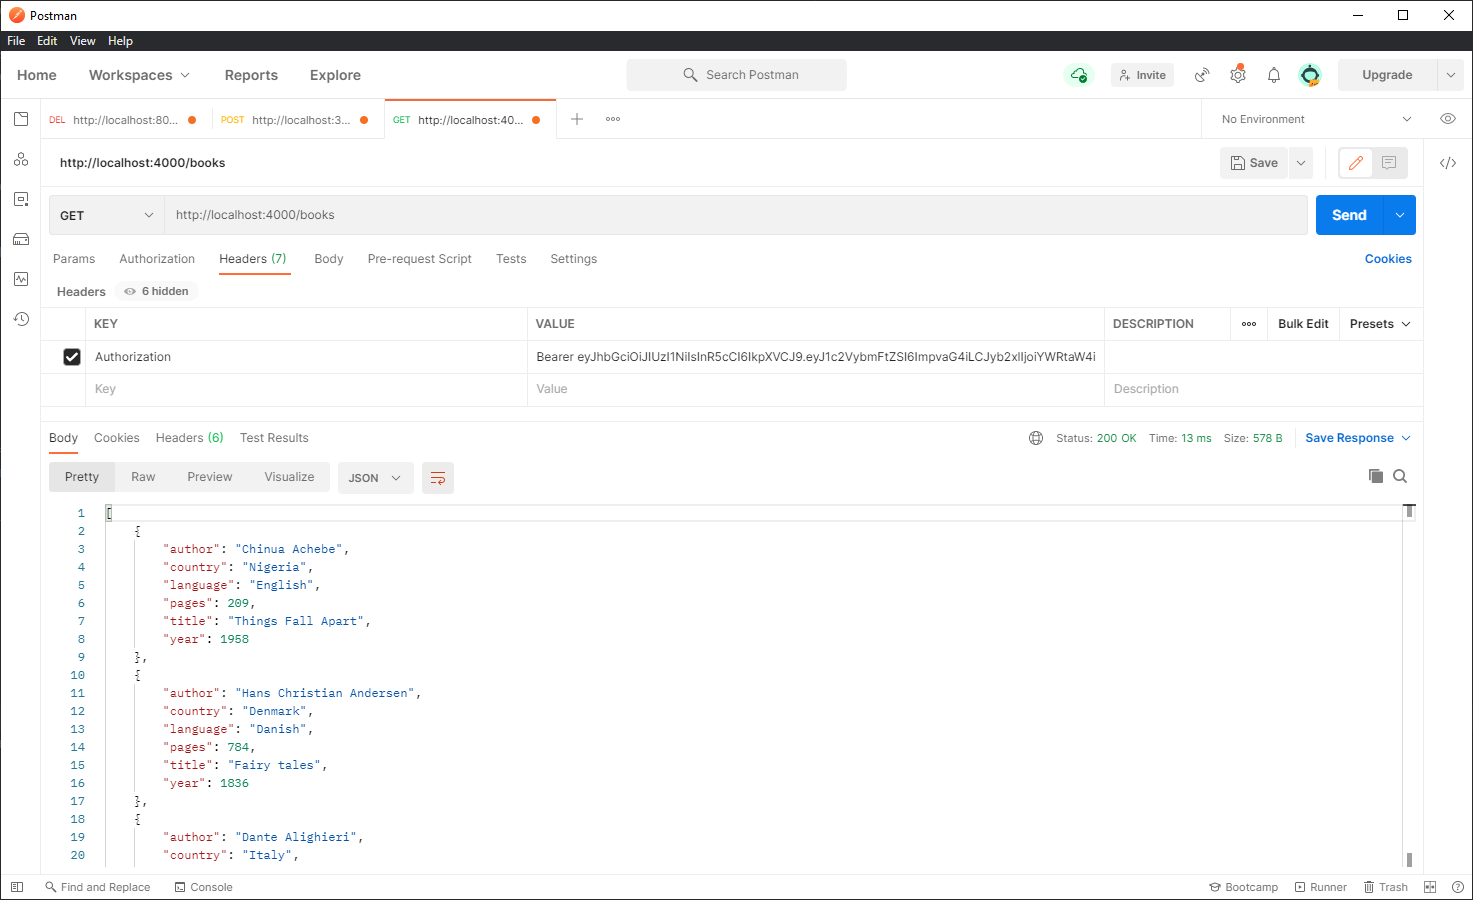 Postman
File Edit View Help
Home Workspaces Reports Explore Search Postman Invite Upgrade
DEL http://localhost:80... POST http://localhost:3... GET http://localhost:40... No Environment
http://localhost:4000/books Save
GET http://localhost:4000/books Send
Params Authorization Headers (7) Body Pre-request Script Tests Settings Cookies
Headers 6 hidden
KEY VALUE DESCRIPTION Bulk Edit Presets
Authorization Bearer eyJhbGciOiJIUzI1NiIsInR5cCI6IkpXVCJ9.eyJ1c2VybmFtZSI6ImpvaG4iLCJyb2xlIjoiYWRtaW4i
Key Value Description
Body Cookies Headers (6) Test Results Status: 200 OK Time: 13 ms Size: 578 B Save Response
Pretty Raw Preview Visualize JSON
1 [
2 {
3 "author": "Chinua Achebe",
4 "country": "Nigeria",
5 "language": "English",
6 "pages": 209,
7 "title": "Things Fall Apart",
8 "year": 1958
9 },
10 {
11 "author": "Hans Christian Andersen",
12 "country": "Denmark",
13 "language": "Danish",
14 "pages": 784,
15 "title": "Fairy tales",
16 "year": 1836
17 },
18 {
19 "author": "Dante Alighieri",
20 "country": "Italy",
Find and Replace Console Bootcamp Runner Trash